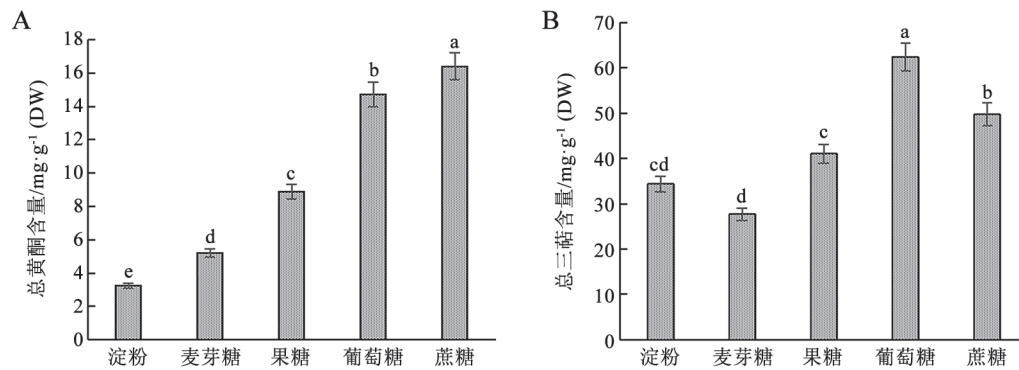 A
总黄酮含量/mg·g-1 (DW)
18
16
14
12
10
8
6
4
2
0
e
d
c
b
a
淀粉
麦芽糖
果糖
葡萄糖
蔗糖
B
总三萜含量/mg·g-1 (DW)
70
60
50
40
30
20
10
0
cd
d
c
a
b
淀粉
麦芽糖
果糖
葡萄糖
蔗糖